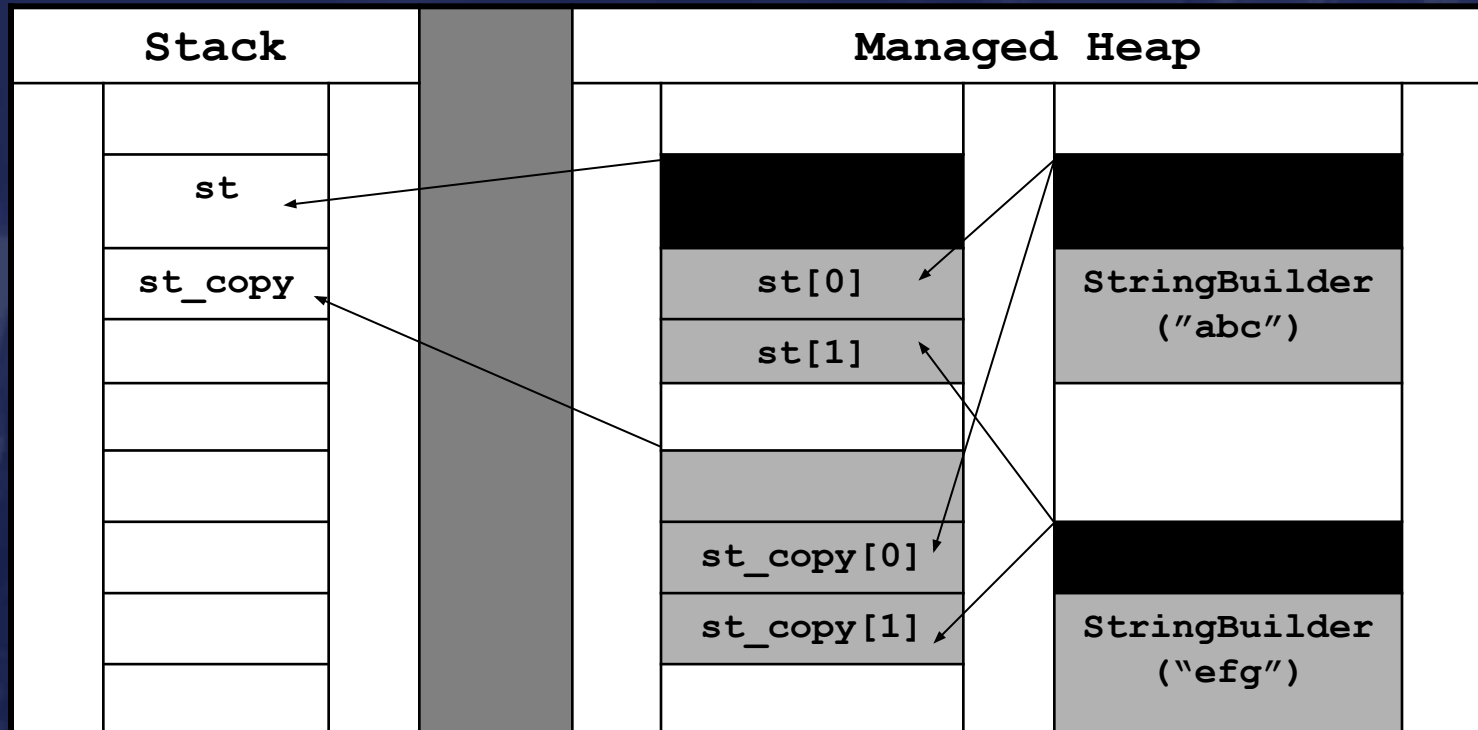 Stack
Managed Heap
st
st_copy
st[0]
st[1]
st_copy[0]
st_copy[1]
StringBuilder
(”abc”)
StringBuilder
(“efg”)